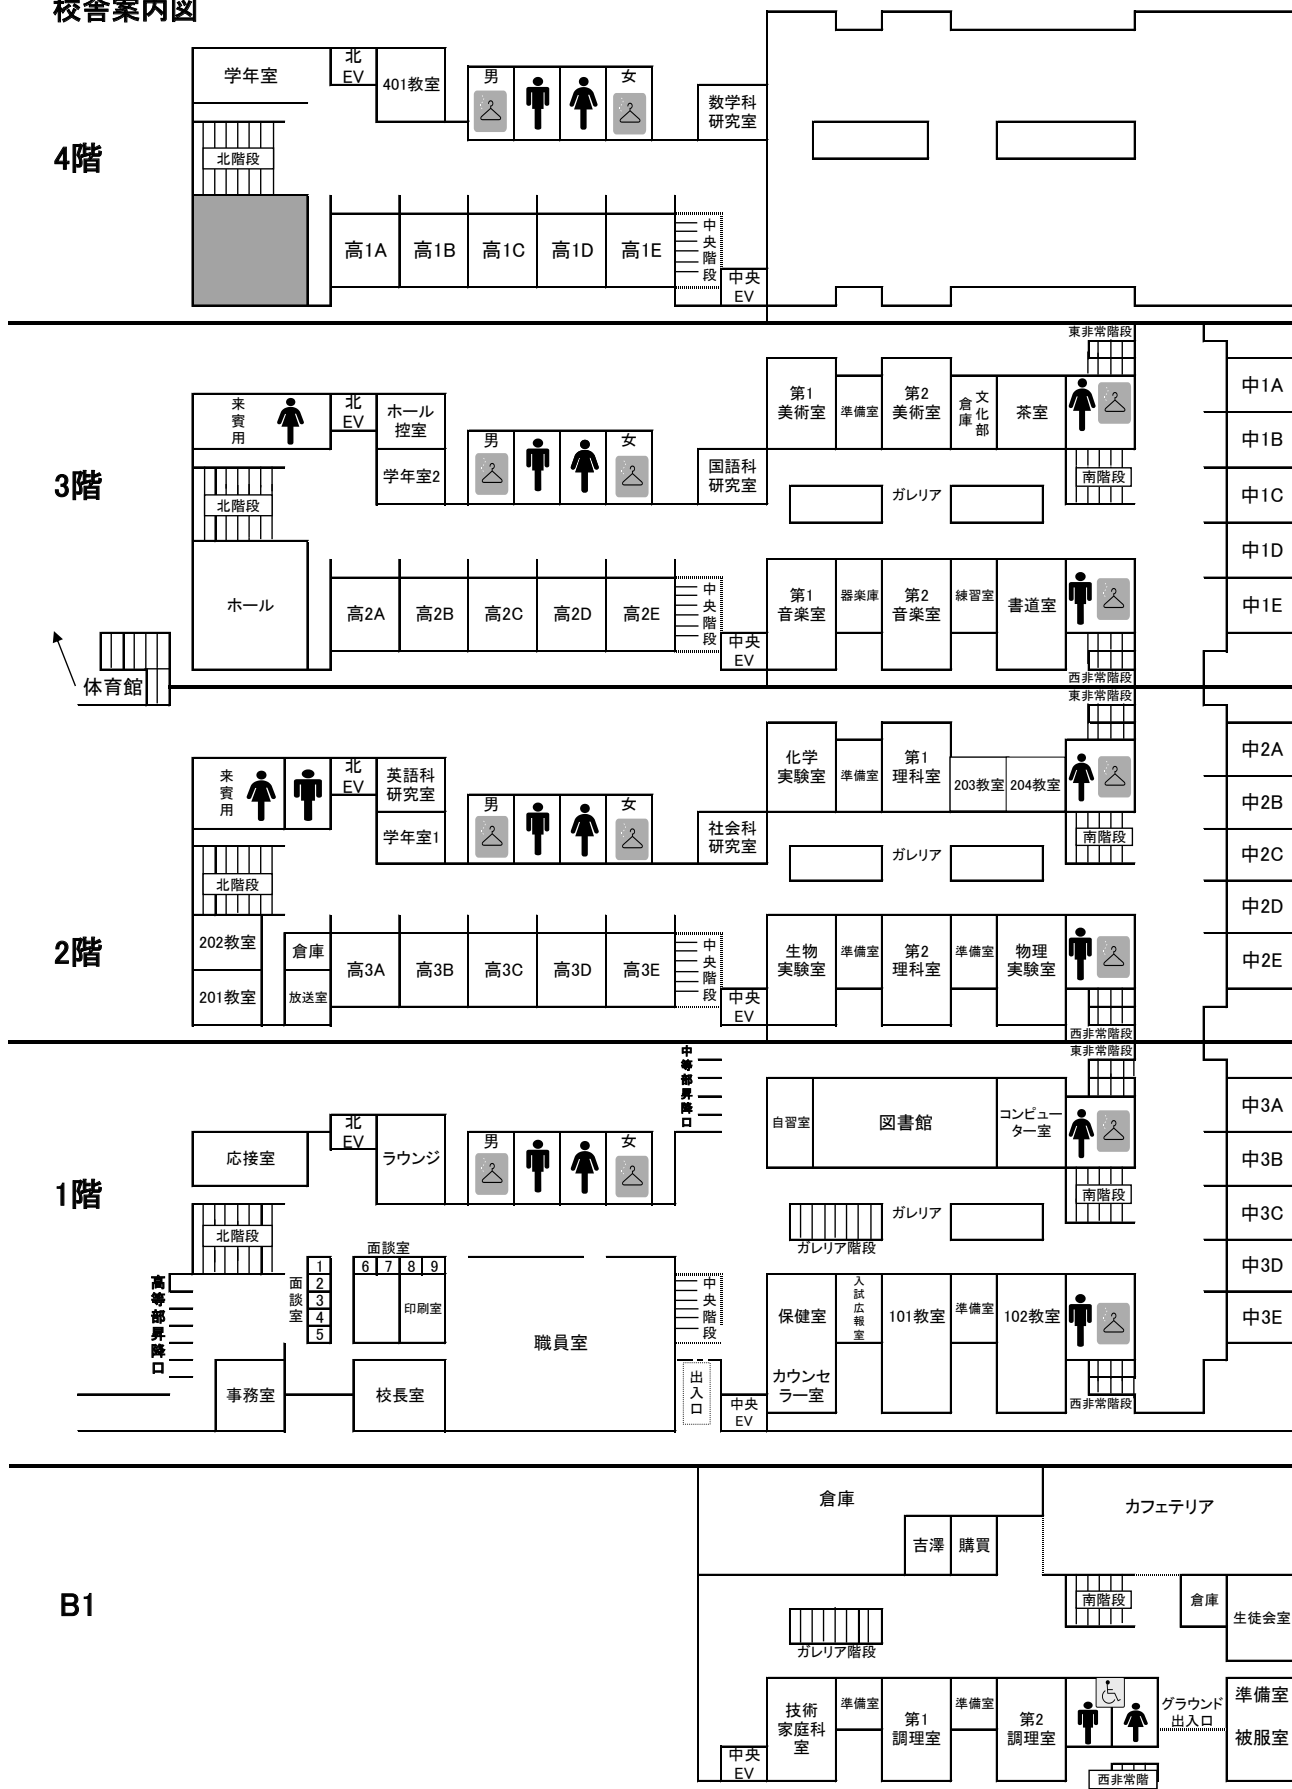 校舎案内図
4階
学年室
北
EV
401教室
男
女
数学科
研究室
北階段
高1A
高1B
高1C
高1D
高1E
中央階段
中央
EV
3階
東非常階段
来賓用
北
EV
ホール
控室
学年室2
男
女
国語科
研究室
第1
美術室
準備室
第2
美術室
文化部
倉庫
茶室
南階段
ガレリア
中1A
中1B
中1C
中1D
中1E
北階段
ホール
高2A
高2B
高2C
高2D
高2E
中央階段
中央
EV
第1
音楽室
器楽庫
第2
音楽室
練習室
書道室
西非常階段
体育館
2階
東非常階段
来賓用
北
EV
英語科
研究室
学年室1
男
女
社会科
研究室
化学
実験室
準備室
第1
理科室
203教室
204教室
南階段
ガレリア
中2A
中2B
中2C
中2D
中2E
北階段
202教室
201教室
倉庫
放送室
高3A
高3B
高3C
高3D
高3E
中央階段
中央
EV
生物
実験室
準備室
第2
理科室
準備室
物理
実験室
西非常階段
1階
東非常階段
中等部昇降口
応接室
北
EV
ラウンジ
男
女
自習室
図書館
コンピュー
ター室
南階段
ガレリア
ガレリア階段
中3A
中3B
中3C
中3D
中3E
北階段
高等部昇降口
面談室
1
2
3
4
5
面談室
6
7
8
9
印刷室
職員室
事務室
校長室
中央階段
出入口
中央
EV
保健室
カウンセ
ラー室
入試広報室
101教室
準備室
102教室
西非常階段
B1
倉庫
吉澤
購買
カフェテリア
南階段
倉庫
生徒会室
ガレリア階段
技術
家庭科
室
準備室
第1
調理室
準備室
第2
調理室
グラウンド
出入口
準備室
被服室
中央
EV
西非常階